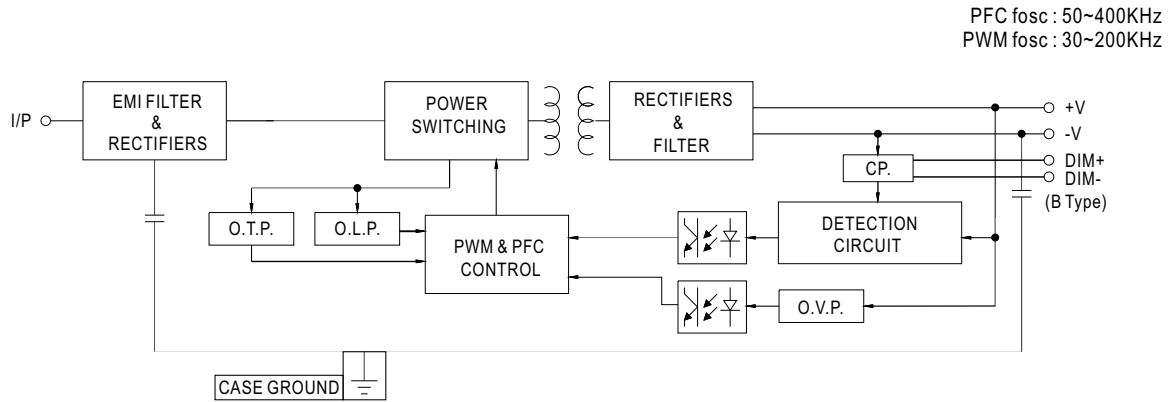 PFC fosc : 50~400KHz
PWM fosc : 30~200KHz
I/P
EMI FILTER
&
RECTIFIERS
POWER
SWITCHING
RECTIFIERS
&
FILTER
+V
-V
DIM+
DIM-
(B Type)
CP.
O.T.P.
O.L.P.
PWM & PFC
CONTROL
DETECTION
CIRCUIT
O.V.P.
CASE GROUND